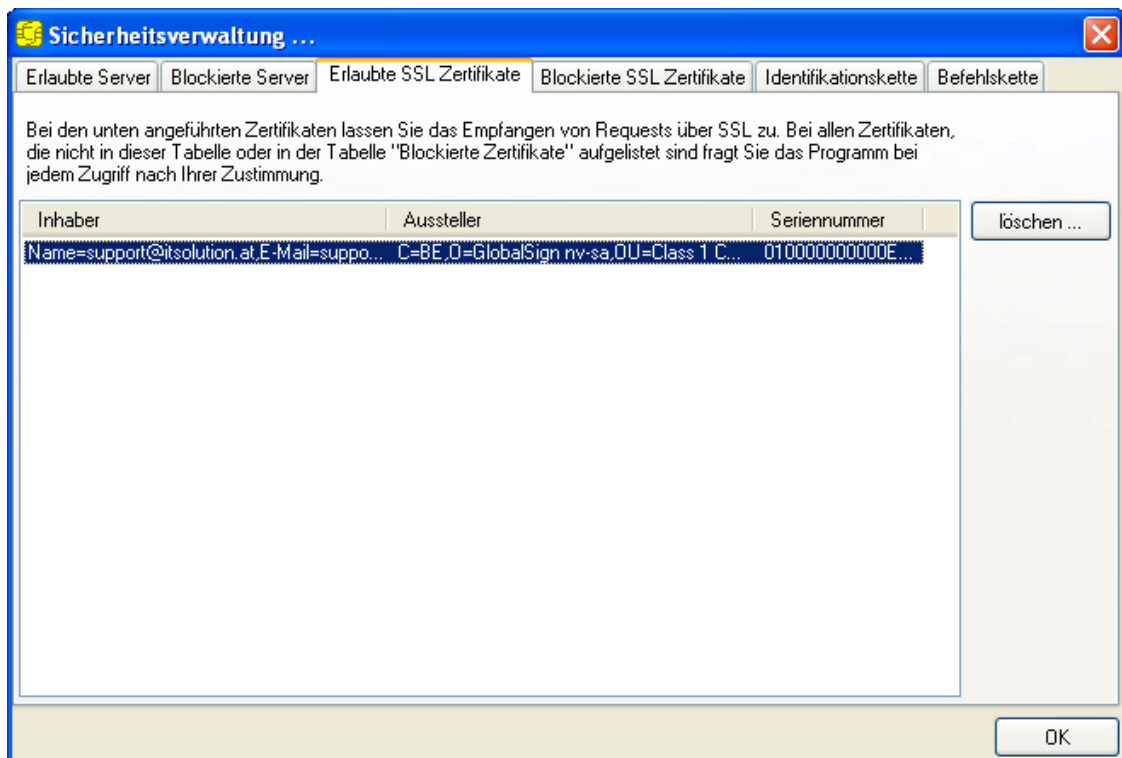 Sicherheitsverwaltung ...
Erlaubte Server Blockierte Server Erlaubte SSL Zertifikate Blockierte SSL Zertifikate Identifikationskette Befehlskette
Bei den unten angeführten Zertifikaten lassen Sie das Empfangen von Requests über SSL zu. Bei allen Zertifikaten,
die nicht in dieser Tabelle oder in der Tabelle "Blockierte Zertifikate" aufgelistet sind fragt Sie das Programm bei
jedem Zugriff nach Ihrer Zustimmung.
Inhaber Aussteller Seriennummer löschen ...
Name=support@itsolution.at,E-Mail=suppo... C=BE,O=GlobalSign nv-sa,OU=Class 1 C... 010000000000E...
OK